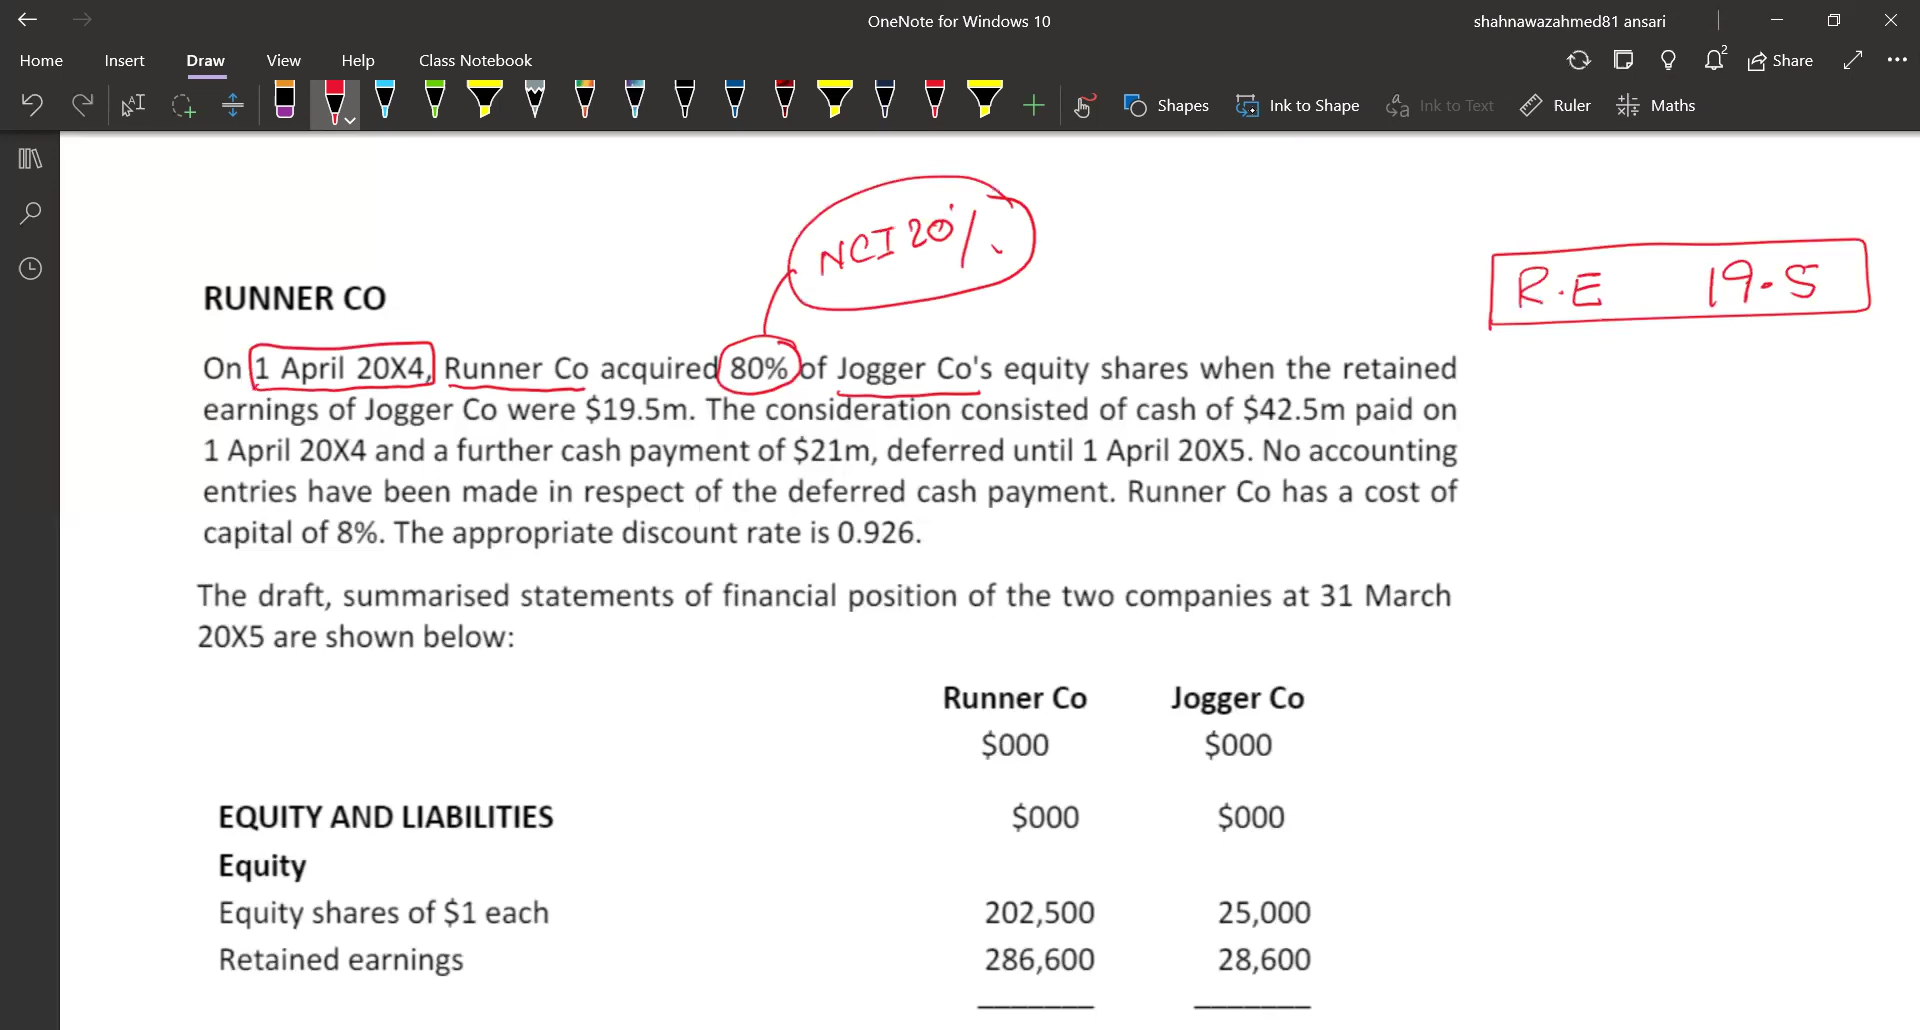 OneNote for Windows 10
shahnawazahmed81 ansari
Home Insert Draw View Help Class Notebook
2
Share
Shapes Ink to Shape Ink to Text Ruler Maths
NCI 20%
R.E 19.5
RUNNER CO
On 1 April 20X4, Runner Co acquired 80% of Jogger Co's equity shares when the retained
earnings of Jogger Co were $19.5m. The consideration consisted of cash of $42.5m paid on
1 April 20X4 and a further cash payment of $21m, deferred until 1 April 20X5. No accounting
entries have been made in respect of the deferred cash payment. Runner Co has a cost of
capital of 8%. The appropriate discount rate is 0.926.
The draft, summarised statements of financial position of the two companies at 31 March
20X5 are shown below:
Runner Co Jogger Co
$000 $000
EQUITY AND LIABILITIES $000 $000
Equity
Equity shares of $1 each 202,500 25,000
Retained earnings 286,600 28,600